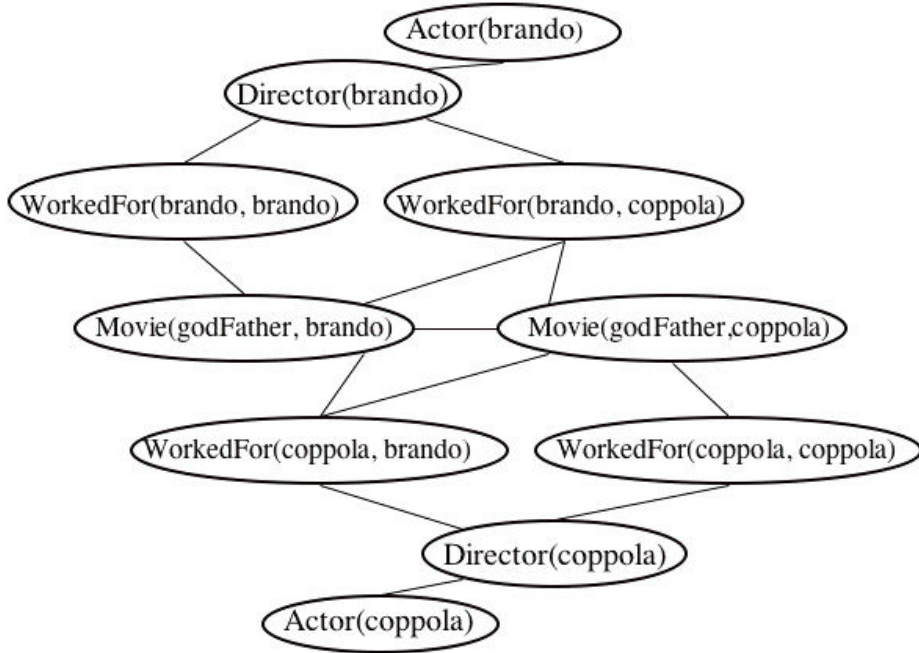 Actor(brando)
Director(brando)
WorkedFor(brando, brando)
WorkedFor(brando, coppola)
Movie(godFather, brando)
Movie(godFather,coppola)
WorkedFor(coppola, brando)
WorkedFor(coppola, coppola)
Director(coppola)
Actor(coppola)